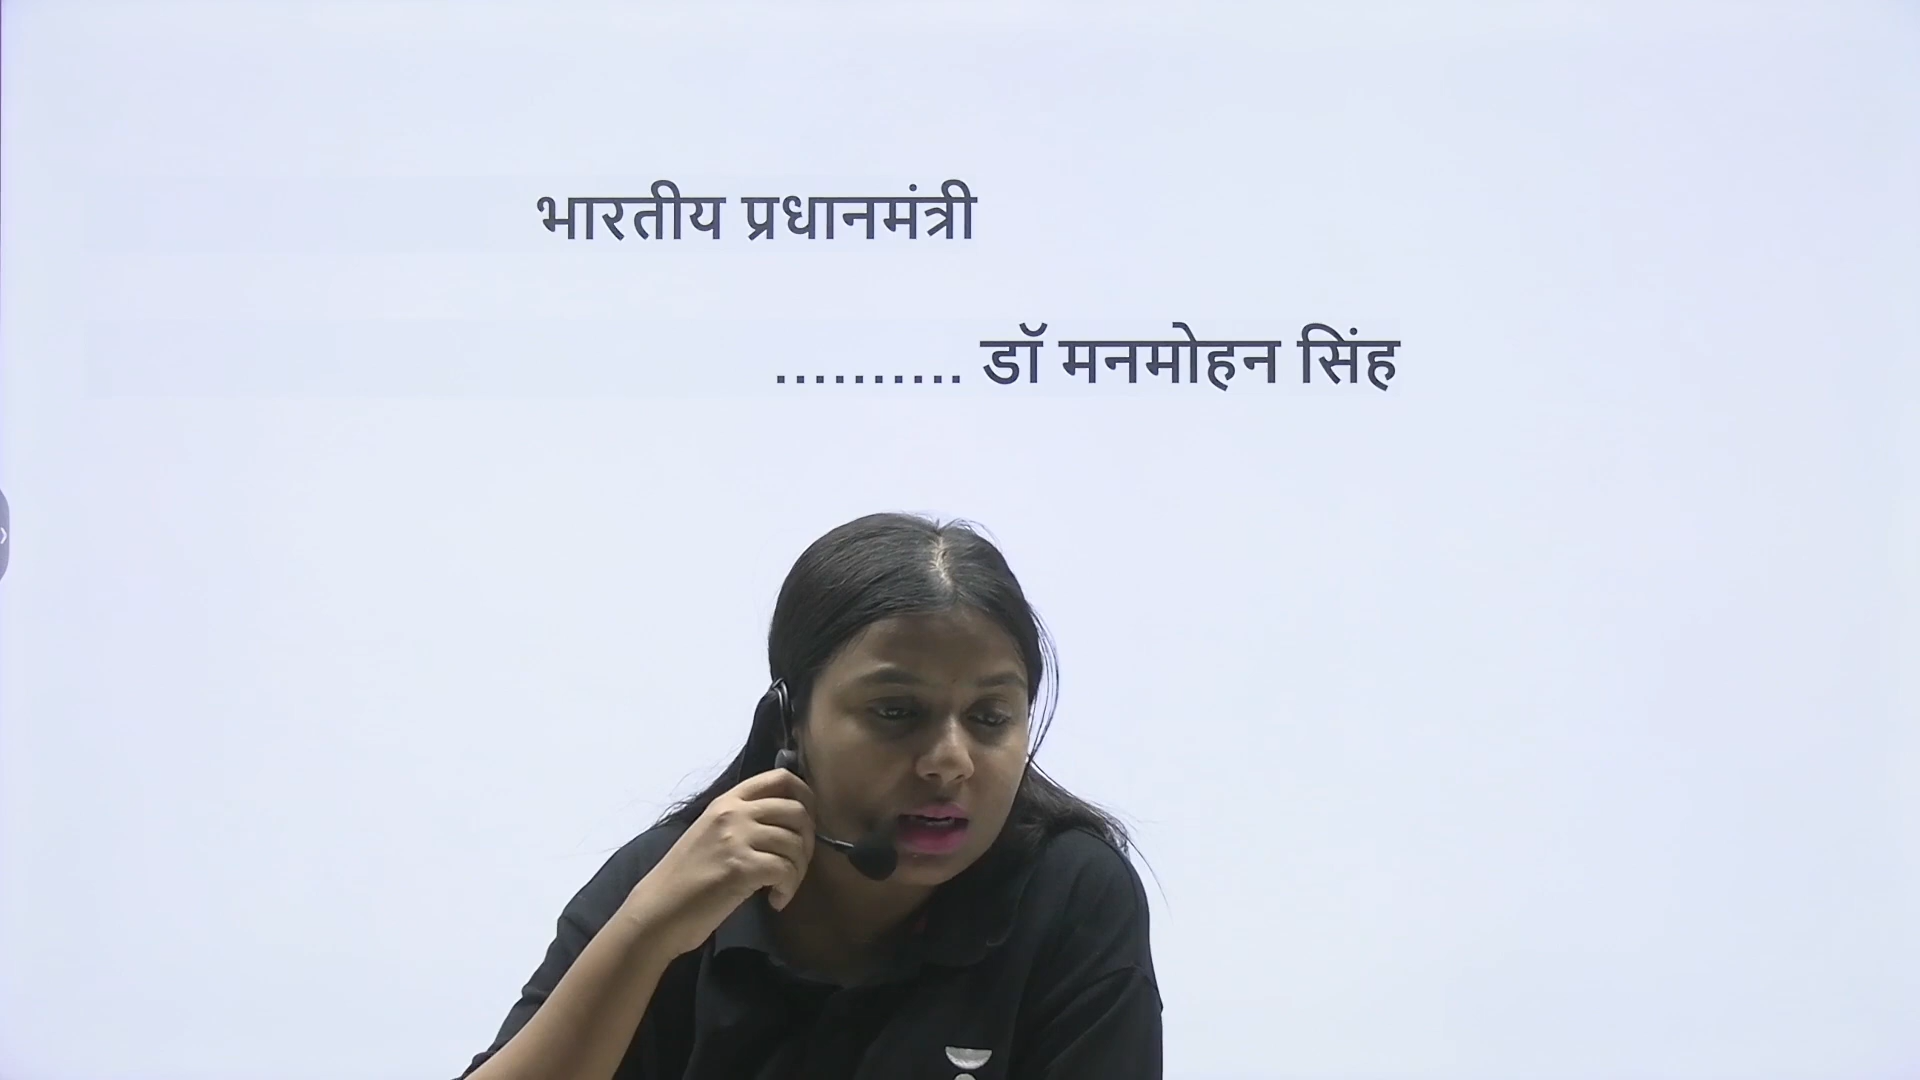 भारतीय प्रधानमंत्री
.......... डॉ मनमोहन सिंह